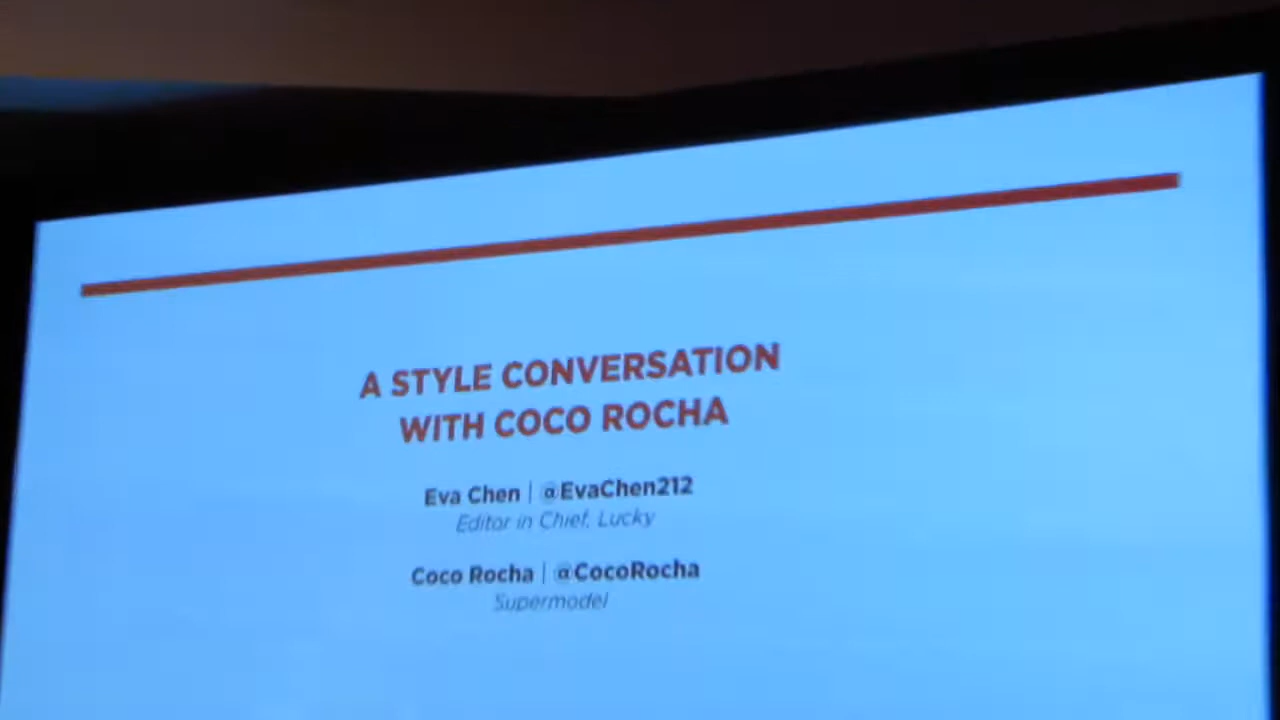 A STYLE CONVERSATION
WITH COCO ROCHA
Eva Chen | @EvaChen212
Editor in Chief, Lucky
Coco Rocha | @CocoRocha
Supermodel